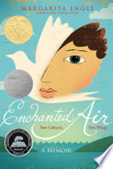 MARGARITA ENGLE
Enchanted Air
Two Cultures, Two Wings
A MEMOIR